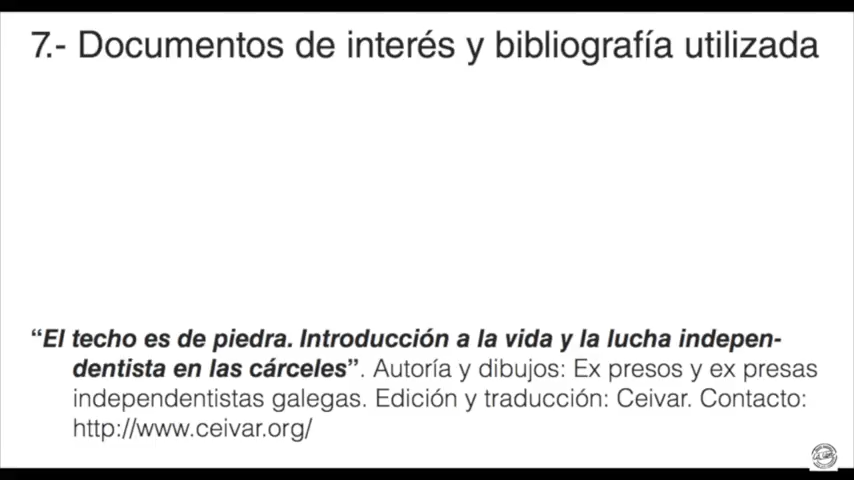 7.- Documentos de interés y bibliografía utilizada
“El techo es de piedra. Introducción a la vida y la lucha indepen-
dentista en las cárceles”. Autoría y dibujos: Ex presos y ex presas
independentistas galegas. Edición y traducción: Ceivar. Contacto:
http://www.ceivar.org/